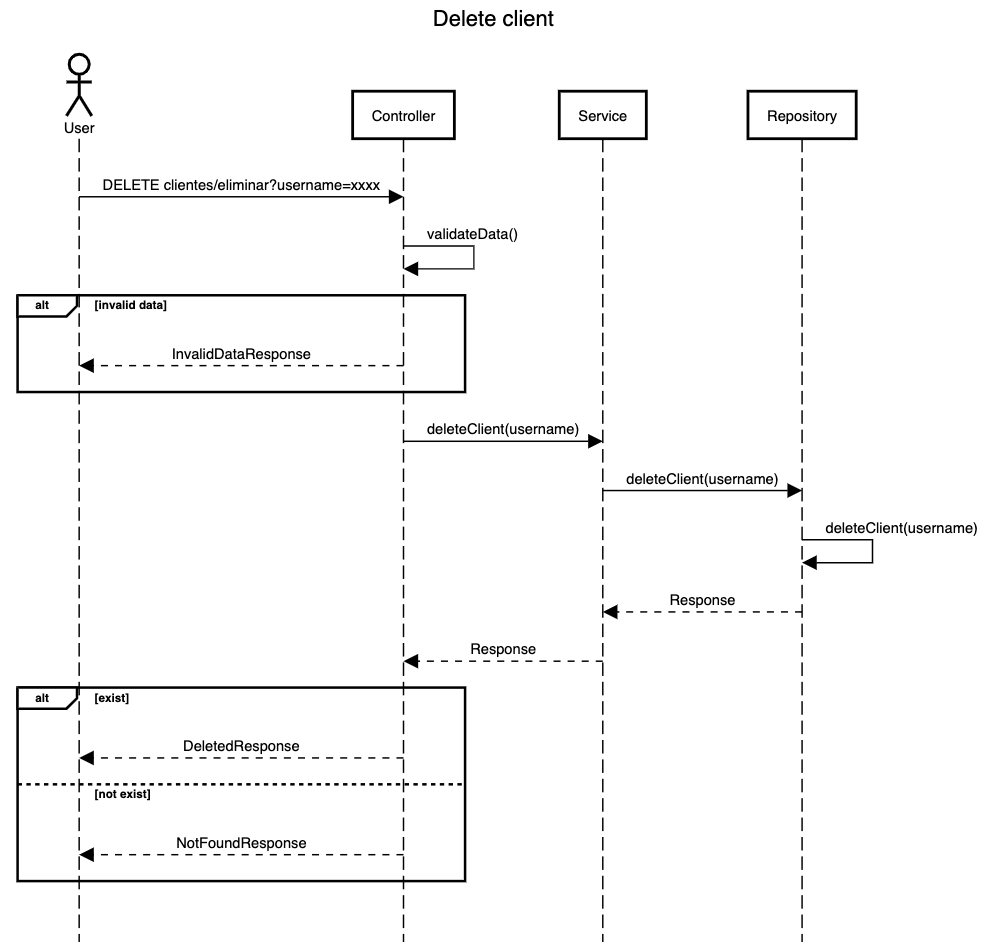 Delete client
User
Controller
Service
Repository
DELETE clientes/eliminar?username=xxxx
validateData()
alt
[invalid data]
InvalidDataResponse
deleteClient(username)
deleteClient(username)
deleteClient(username)
Response
Response
alt
[exist]
DeletedResponse
[not exist]
NotFoundResponse